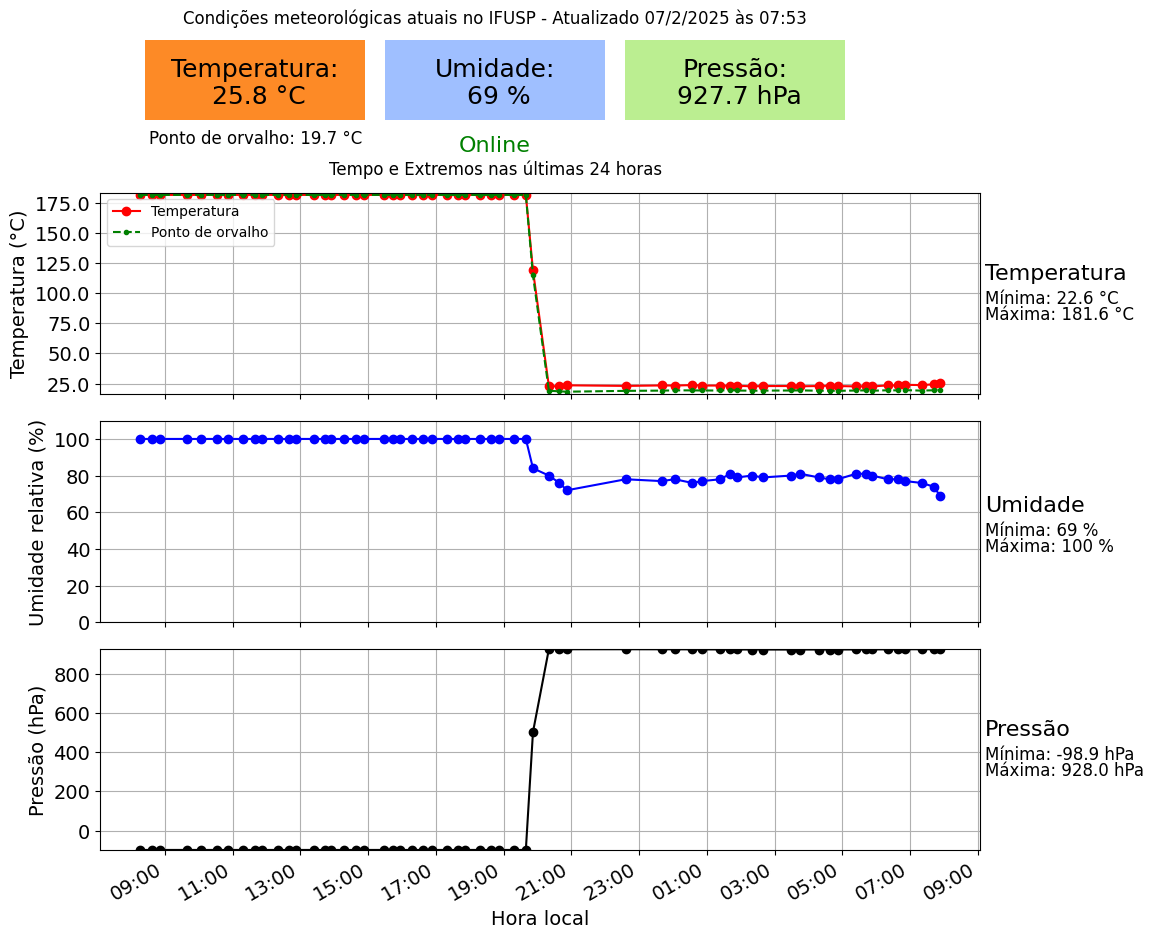 Condições meteorológicas atuais no IFUSP - Atualizado 07/2/2025 às 07:53
Temperatura:
25.8 °C
Umidade:
69 %
Pressão:
927.7 hPa
Ponto de orvalho: 19.7 °C
Online
Tempo e Extremos nas últimas 24 horas
Temperatura (°C)
175.0
150.0
125.0
100.0
75.0
50.0
25.0
Temperatura
Ponto de orvalho
Temperatura
Mínima: 22.6 °C
Máxima: 181.6 °C
Umidade relativa (%)
100
80
60
40
20
0
Umidade
Mínima: 69 %
Máxima: 100 %
Pressão (hPa)
800
600
400
200
0
Pressão
Mínima: -98.9 hPa
Máxima: 928.0 hPa
09:00 11:00 13:00 15:00 17:00 19:00 21:00 23:00 01:00 03:00 05:00 07:00 09:00
Hora local